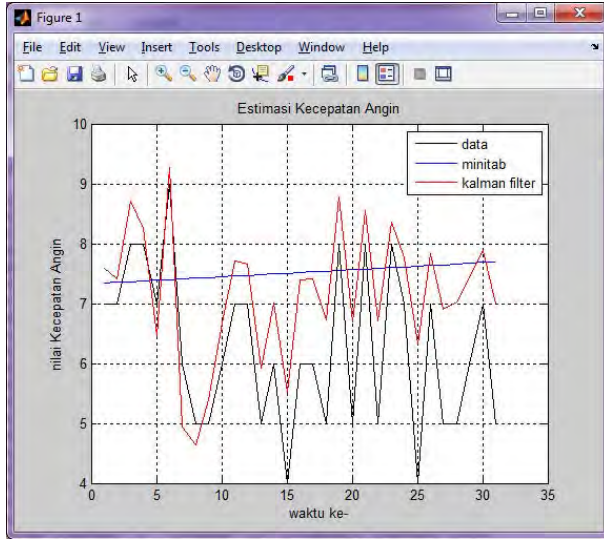 Figure 1
File Edit View Insert Tools Desktop Window Help
Estimasi Kecepatan Angin
data
minitab
kalman filter
nilai Kecepatan Angin
10
9
8
7
6
5
4
0 5 10 15 20 25 30 35
waktu ke-